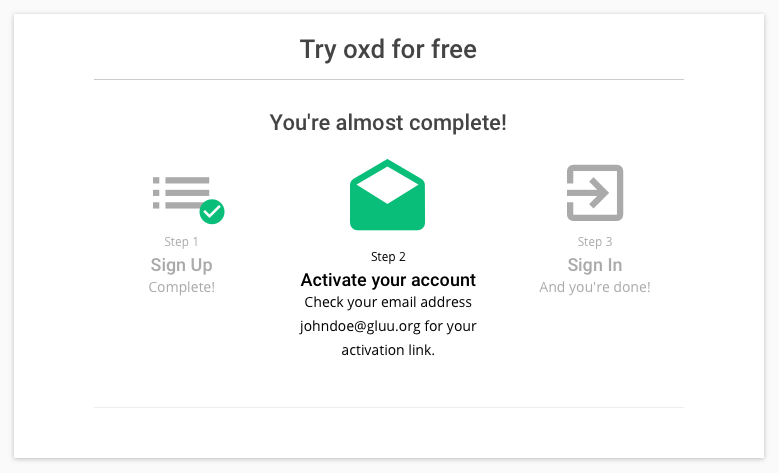 Try oxd for free
You're almost complete!
Step 1
Sign Up
Complete!
Step 2
Activate your account
Check your email address
johndoe@gluu.org for your
activation link.
Step 3
Sign In
And you're done!